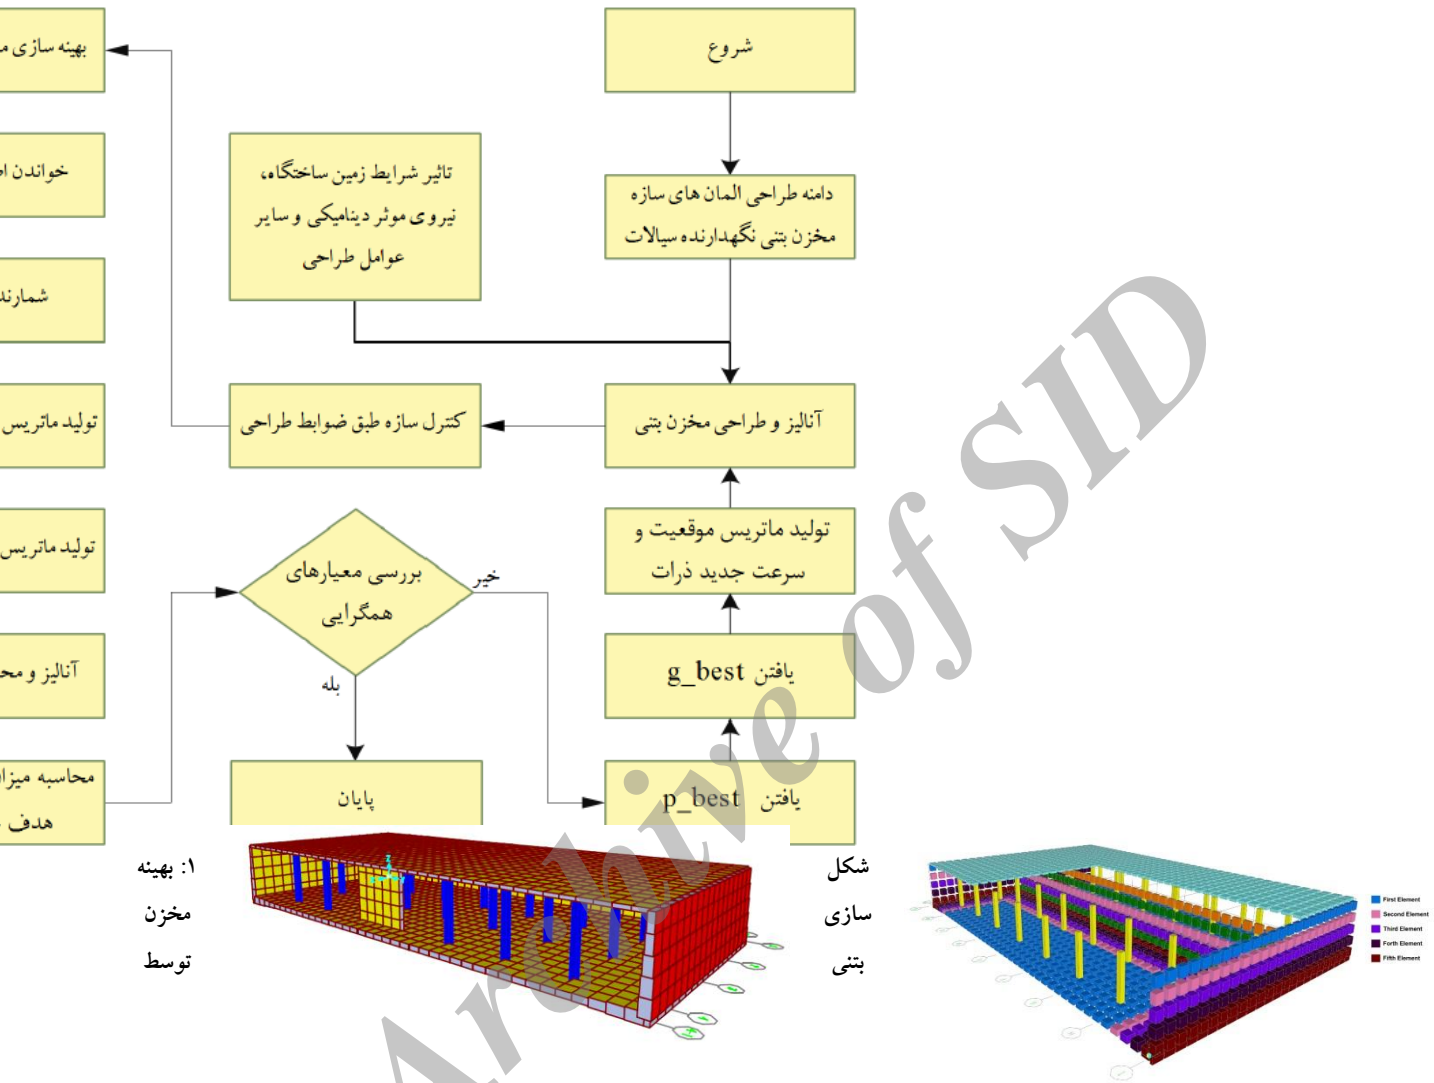 شروع
دامنه طراحی المان های سازه
مخزن بتنی نگهدارنده سیالات
تاثیر شرایط زمین ساختگاه،
نیروی موثر دینامیکی و سایر
عوامل طراحی
آنالیز و طراحی مخزن بتنی
کنترل سازه طبق ضوابط طراحی
بهینه سازی
خواندن
تولید ماتریس
تولید ماتریس
آنالیز و
محاسبه
هدف
بررسی معیارهای
همگرایی
خیر
بله
پایان
یافتن p_best
یافتن g_best
تولید ماتریس موقعیت و
سرعت جدید ذرات
شکل ۱: بهینه
سازی مخزن
بتنی توسط
First Element
Second Element
Third Element
Forth Element
Fifth Element
Archive of SID